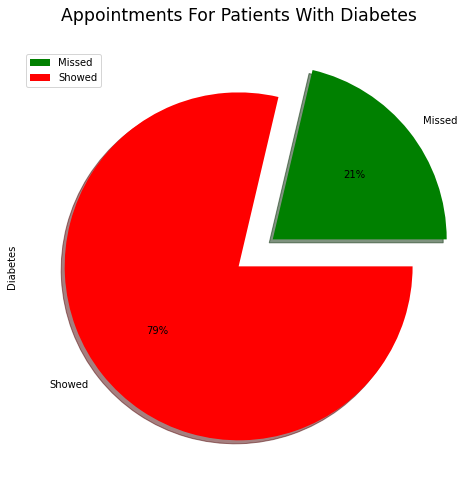 Appointments For Patients With Diabetes
Missed
Showed
Missed
21%
Diabetes
79%
Showed